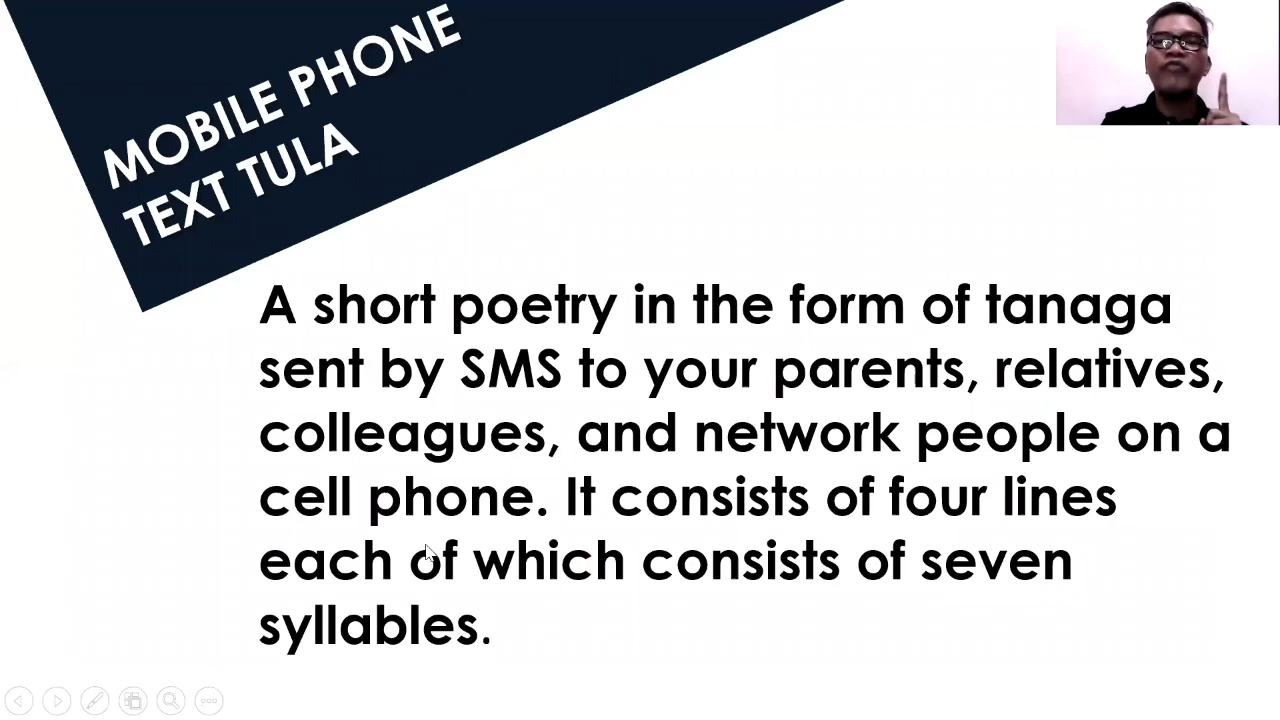 MOBILE PHONE
TEXT TULA
A short poetry in the form of tanaga
sent by SMS to your parents, relatives,
colleagues, and network people on a
cell phone. It consists of four lines
each of which consists of seven
syllables.